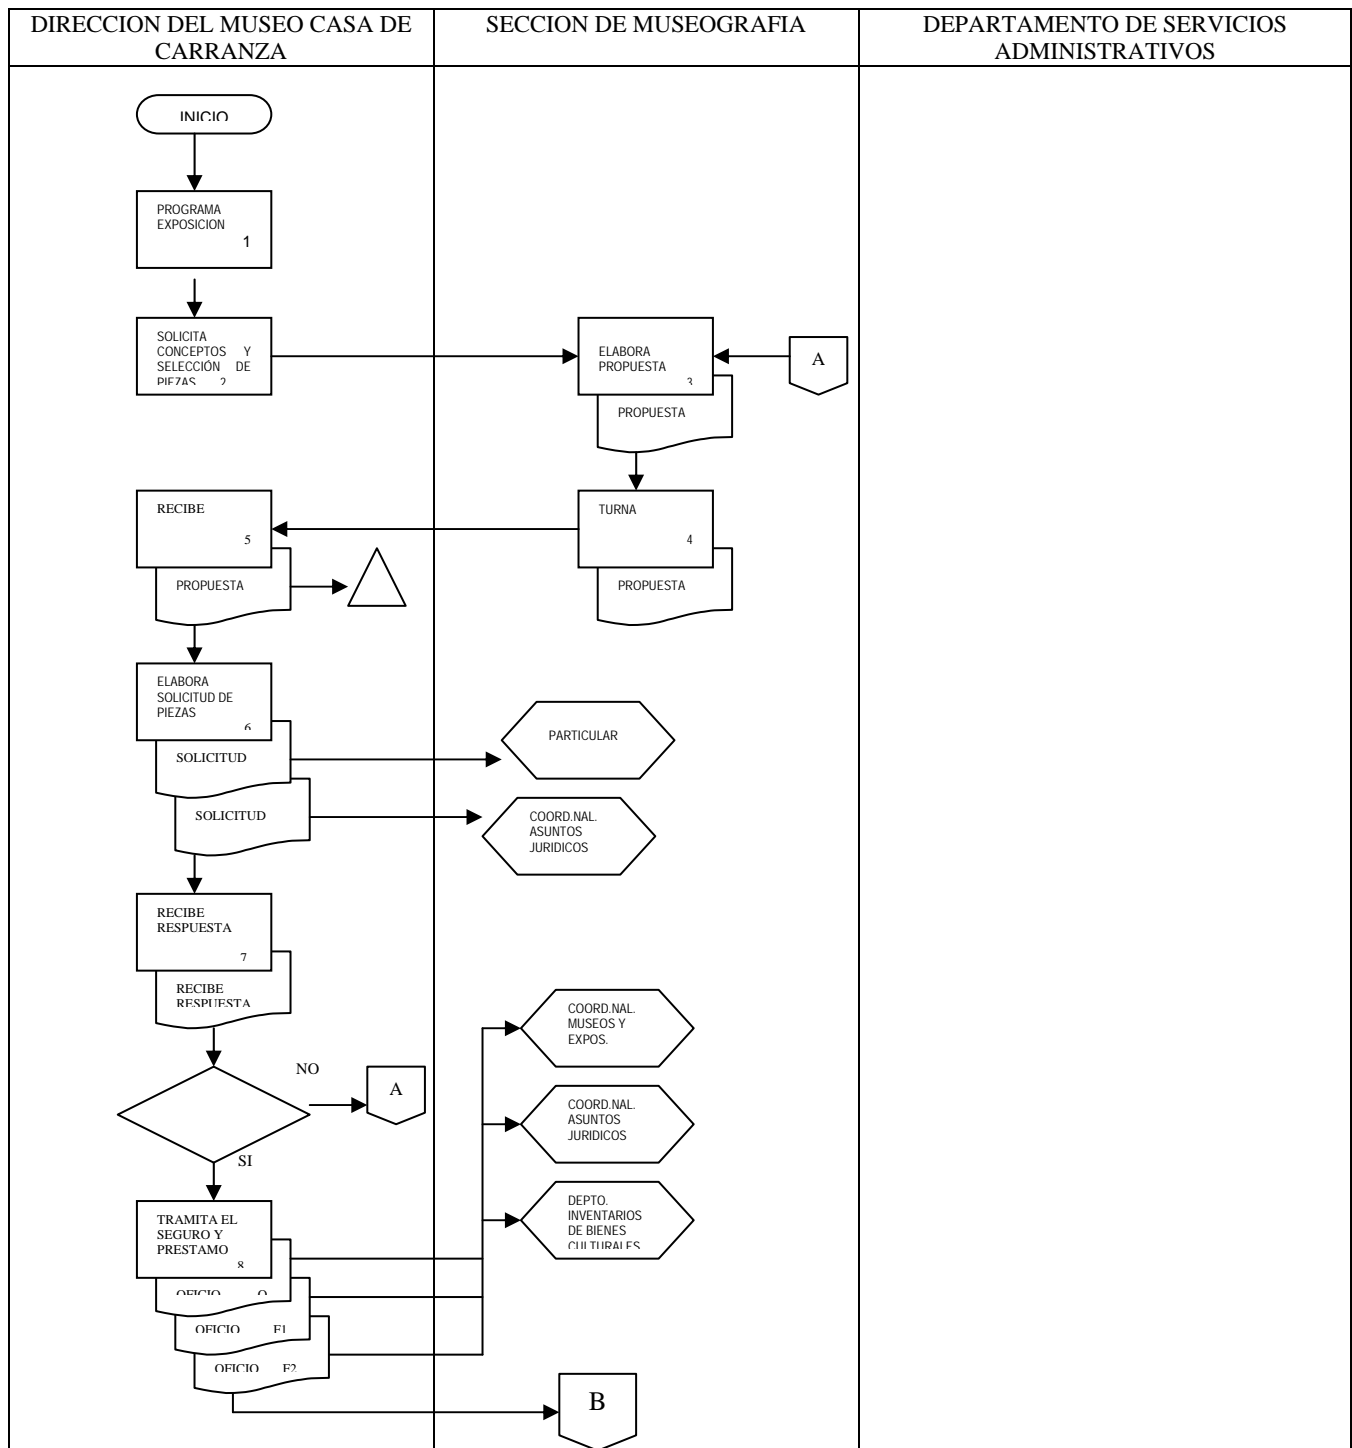 DIRECCION DEL MUSEO CASA DE
CARRANZA
SECCION DE MUSEOGRAFIA
DEPARTAMENTO DE SERVICIOS
ADMINISTRATIVOS
INICIO
PROGRAMA
EXPOSICION
1
SOLICITA
CONCEPTOS Y
SELECCIÓN DE
PIEZAS 2
ELABORA
PROPUESTA
3
PROPUESTA
A
RECIBE
5
PROPUESTA
TURNA
4
PROPUESTA
ELABORA
SOLICITUD DE
PIEZAS
6
SOLICITUD
SOLICITUD
PARTICULAR
COORD.NAL.
ASUNTOS
JURIDICOS
RECIBE
RESPUESTA
7
RECIBE
RESPUESTA
NO
A
SI
COORD.NAL.
MUSEOS Y
EXPOS.
COORD.NAL.
ASUNTOS
JURIDICOS
DEPTO.
INVENTARIOS
DE BIENES
CULTURALES
TRAMITA EL
SEGURO Y
PRESTAMO
8
OFICIO O
OFICIO F1
OFICIO F2
B